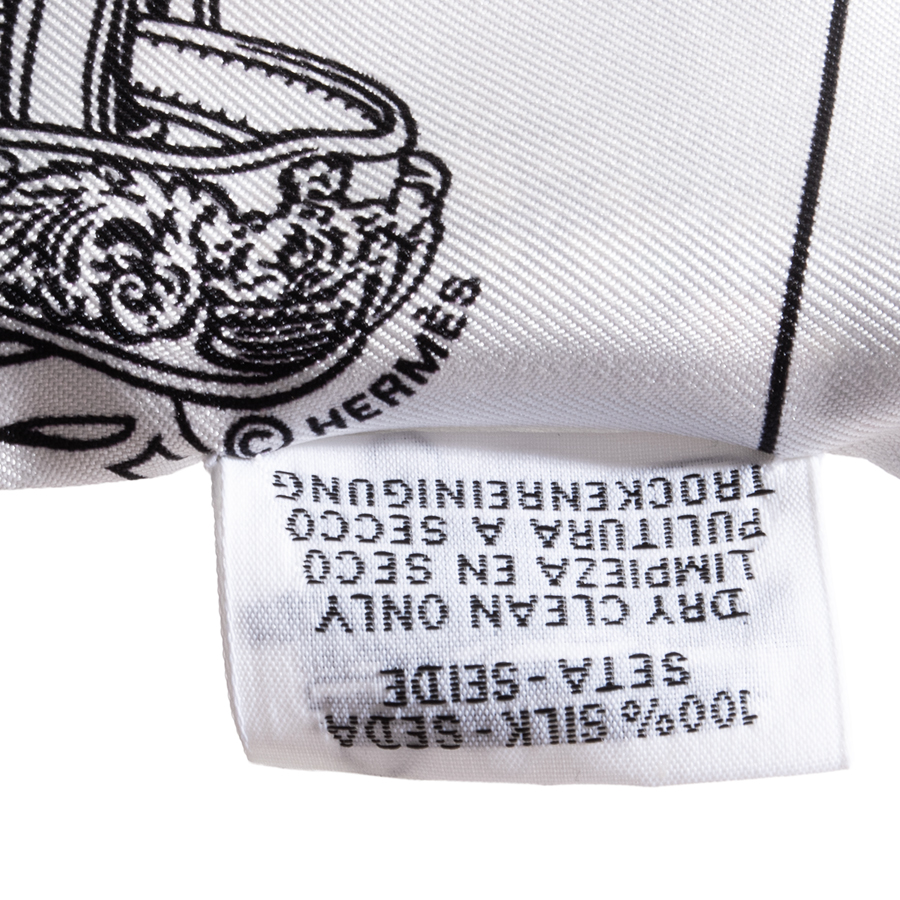 © HERMÈS
100% SILK - SEDA
SETA - SEIDE
DRY CLEAN ONLY
LIMPIEZA EN SECO
PULITURA A SECCO
TROCKENREINIGUNG